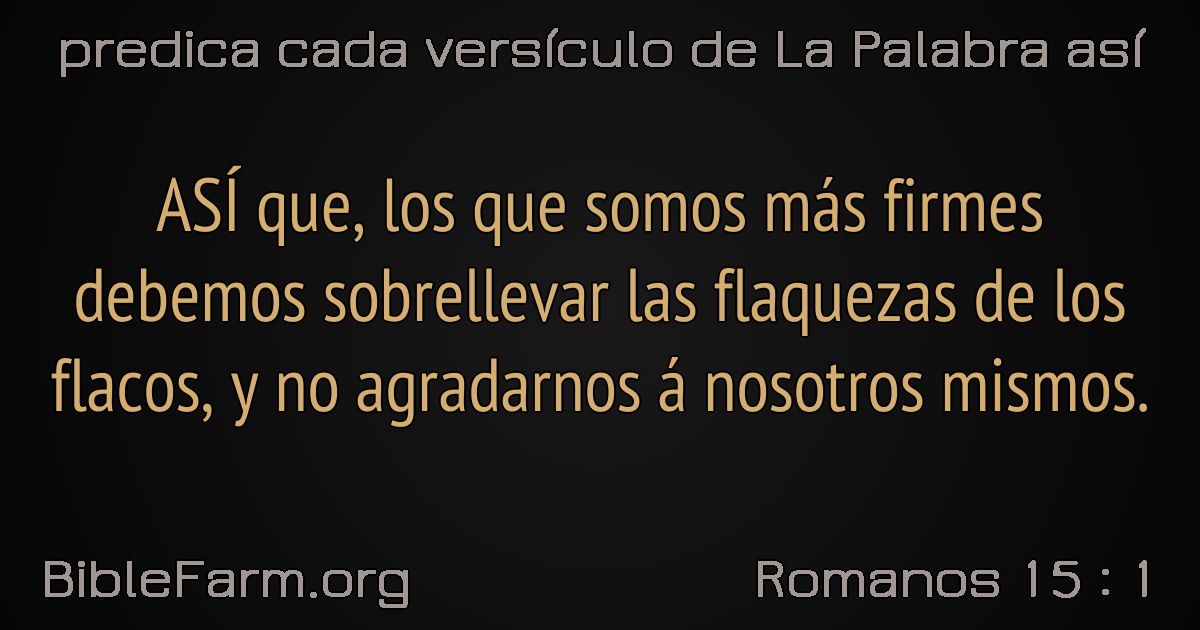 predica cada versículo de La Palabra así
ASÍ que, los que somos más firmes
debemos sobrellevar las flaquezas de los
flacos, y no agradarnos á nosotros mismos.
BibleFarm.org
Romanos 15 : 1